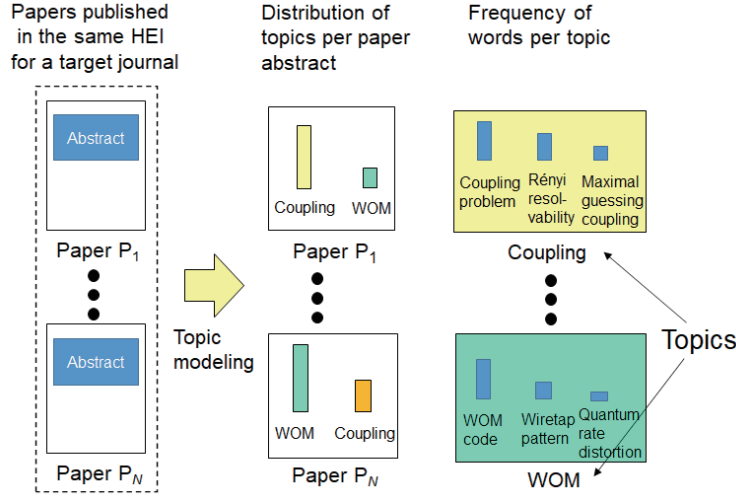 Papers published
in the same HEI
for a target journal
Distribution of
topics per paper
abstract
Frequency of
words per topic
Abstract
Paper P1
Coupling
WOM
Paper P1
Coupling
problem
Rényi
resol-
vability
Maximal
guessing
coupling
Coupling
Topic
modeling
Topics
Abstract
Paper PN
WOM
Coupling
Paper PN
WOM
code
Wiretap
pattern
Quantum
rate
distortion
WOM